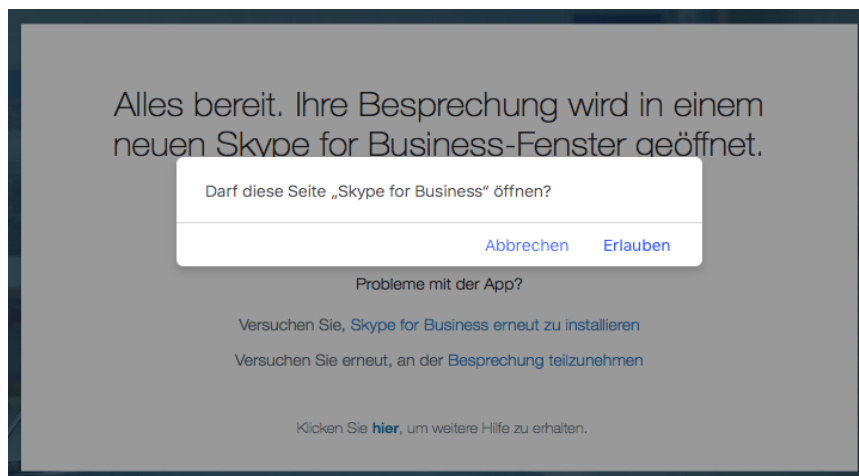 Alles bereit. Ihre Besprechung wird in einem
neuen Skype for Business-Fenster geöffnet.
Darf diese Seite „Skype for Business“ öffnen?
Abbrechen Erlauben
Probleme mit der App?
Versuchen Sie, Skype for Business erneut zu installieren
Versuchen Sie erneut, an der Besprechung teilzunehmen
Klicken Sie hier, um weitere Hilfe zu erhalten.